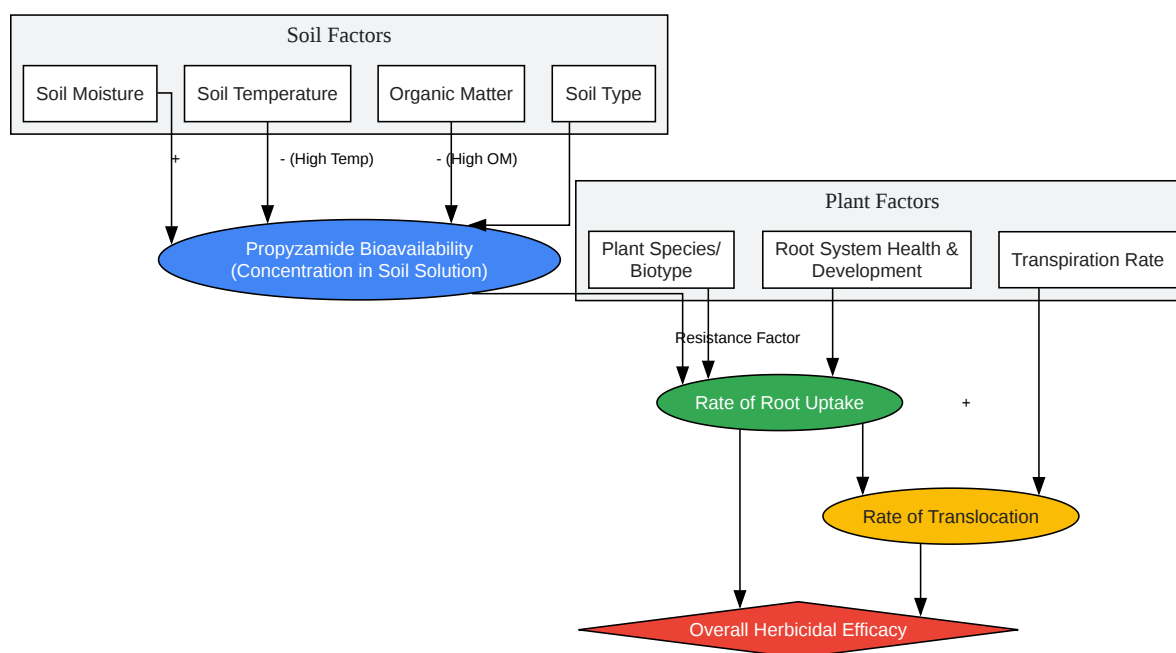 Soil Factors
Soil Moisture
Soil Temperature
Organic Matter
Soil Type
+
- (High Temp)
- (High OM)
Plant Factors
Propyzamide Bioavailability
(Concentration in Soil Solution)
Plant Species/
Biotype
Root System Health &
Development
Transpiration Rate
Resistance Factor
Rate of Root Uptake
+
Rate of Translocation
Overall Herbicidal Efficacy